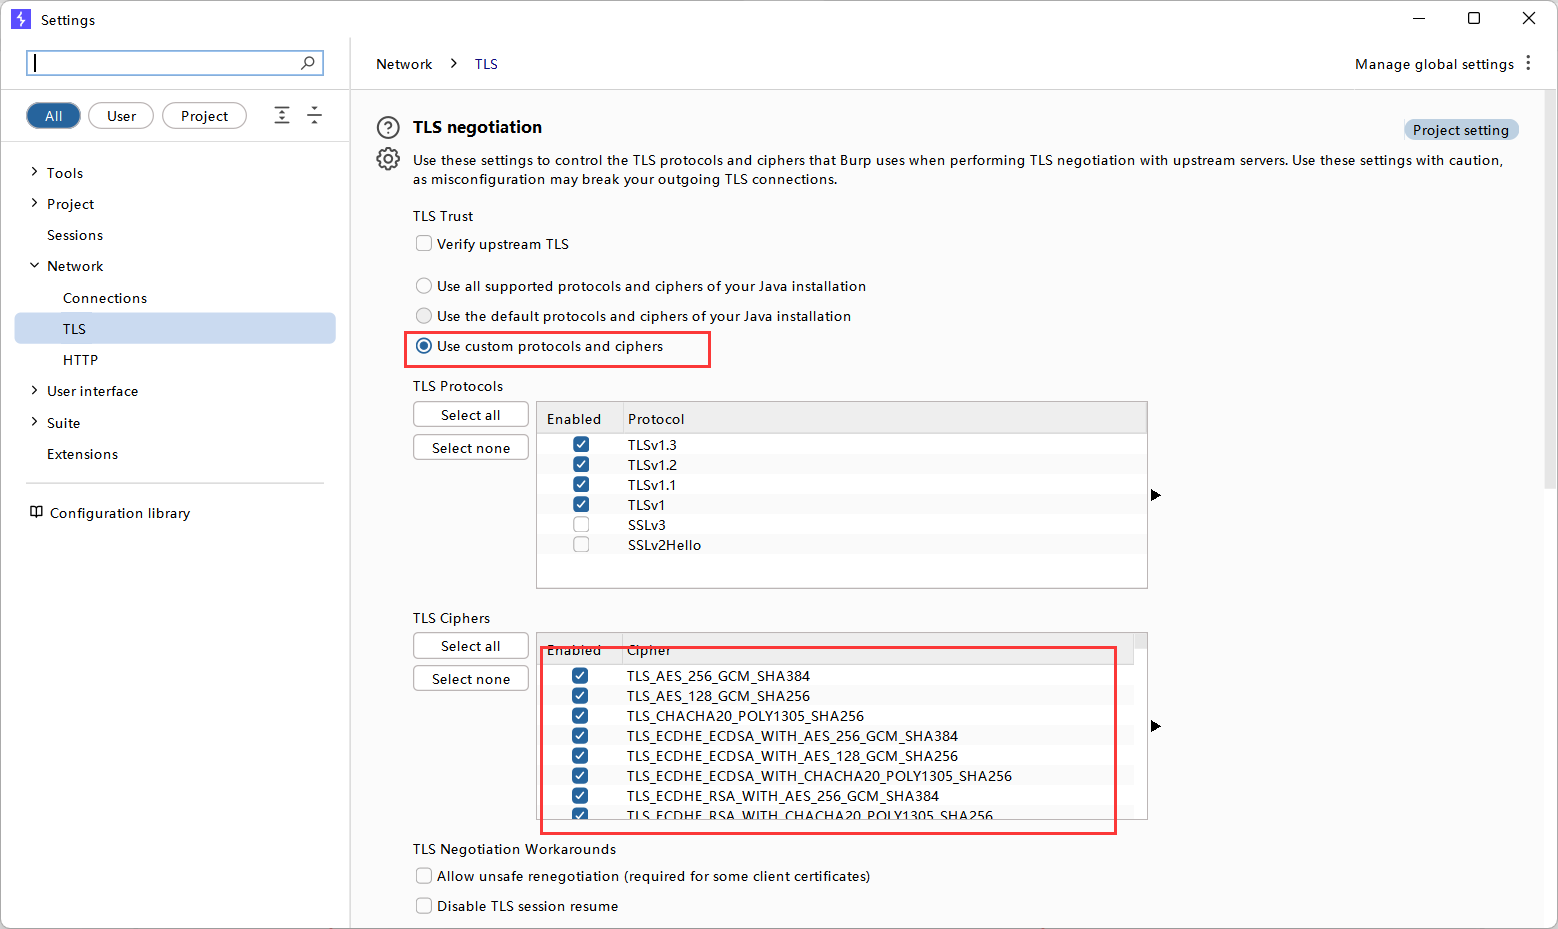 Settings
Network > TLS
Manage global settings
All
User
Project
Tools
Project
Sessions
Network
Connections
TLS
HTTP
User interface
Suite
Extensions
Configuration library
TLS negotiation
Project setting
Use these settings to control the TLS protocols and ciphers that Burp uses when performing TLS negotiation with upstream servers. Use these settings with caution,
as misconfiguration may break your outgoing TLS connections.
TLS Trust
Verify upstream TLS
Use all supported protocols and ciphers of your Java installation
Use the default protocols and ciphers of your Java installation
Use custom protocols and ciphers
TLS Protocols
Select all
Select none
Enabled Protocol
TLSv1.3
TLSv1.2
TLSv1.1
TLSv1
SSLv3
SSLv2Hello
TLS Ciphers
Select all
Select none
Enabled Cipher
TLS_AES_256_GCM_SHA384
TLS_AES_128_GCM_SHA256
TLS_CHACHA20_POLY1305_SHA256
TLS_ECDHE_ECDSA_WITH_AES_256_GCM_SHA384
TLS_ECDHE_ECDSA_WITH_AES_128_GCM_SHA256
TLS_ECDHE_ECDSA_WITH_CHACHA20_POLY1305_SHA256
TLS_ECDHE_RSA_WITH_AES_256_GCM_SHA384
TLS_ECDHE_RSA_WITH_CHACHA20_POLY1305_SHA256
TLS Negotiation Workarounds
Allow unsafe renegotiation (required for some client certificates)
Disable TLS session resume